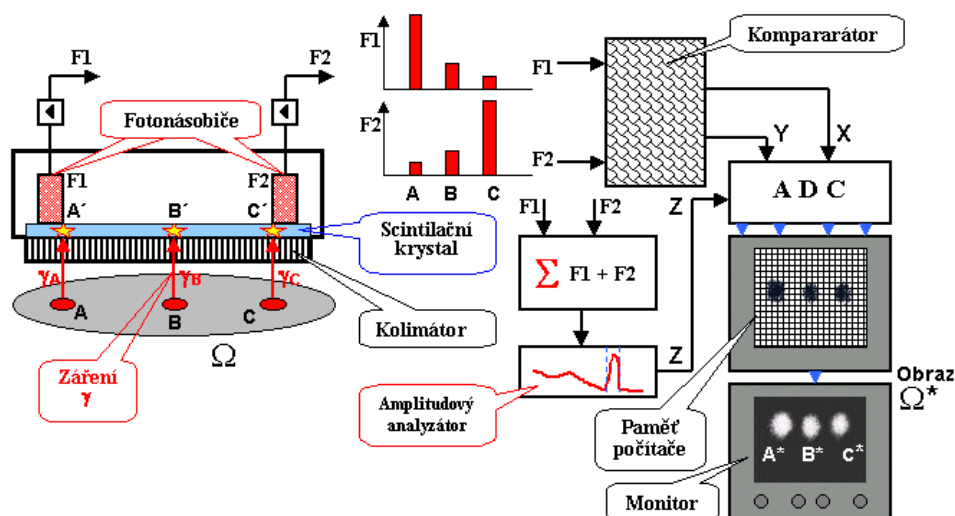 F1
F2
Fotonásobiče
F1
F2
A´
B´
C´
Scintilační
krystal
γA
γB
γC
A
B
C
Kolimátor
Ω
Záření
γ
F1
F2
A
B
C
F1
F2
Kompararátor
Y
X
Z
A D C
F1
F2
∑ F1 + F2
Z
Amplitudový
analyzátor
Obraz
Ω*
Paměť
počítače
A* B* C*
Monitor